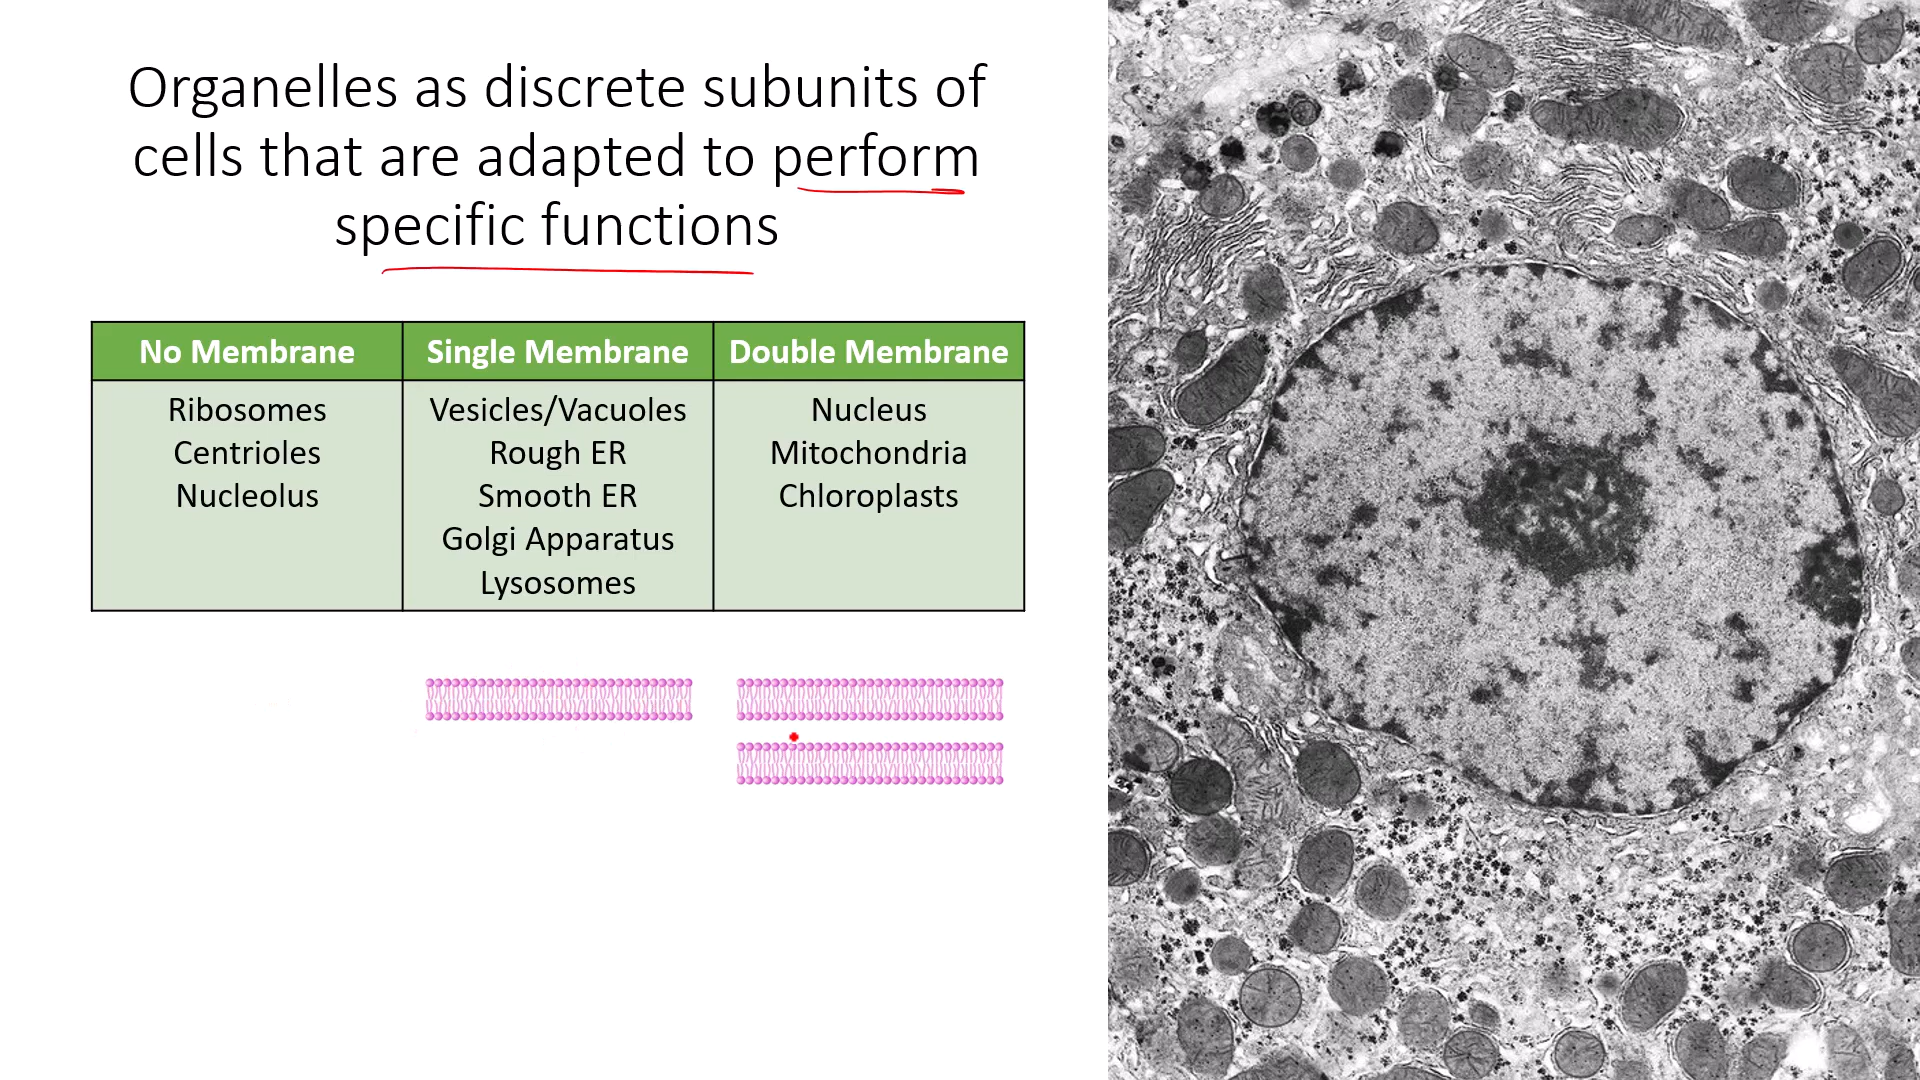 Organelles as discrete subunits of
cells that are adapted to perform
specific functions
No Membrane Single Membrane Double Membrane
Ribosomes Vesicles/Vacuoles Nucleus
Centrioles Rough ER Mitochondria
Nucleolus Smooth ER Chloroplasts
Golgi Apparatus
Lysosomes